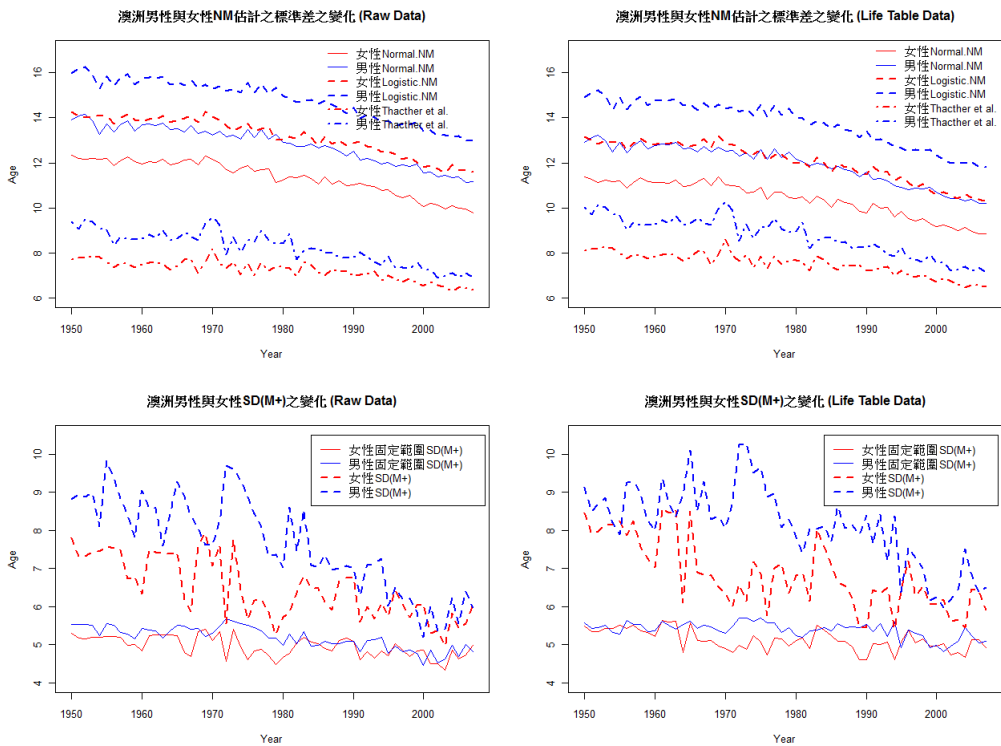 澳洲男性與女性NM估計之標準差之變化 (Raw Data)
Age
16
14
12
10
8
6
女性Normal.NM
男性Normal.NM
女性Logistic.NM
男性Logistic.NM
女性Thacther et al.
男性Thacther et al.
1950
1960
1970
1980
1990
2000
Year
澳洲男性與女性NM估計之標準差之變化 (Life Table Data)
Age
16
14
12
10
8
6
女性Normal.NM
男性Normal.NM
女性Logistic.NM
男性Logistic.NM
女性Thacther et al.
男性Thacther et al.
1950
1960
1970
1980
1990
2000
Year
澳洲男性與女性SD(M+)之變化 (Raw Data)
Age
10
9
8
7
6
5
4
女性固定範圍SD(M+)
男性固定範圍SD(M+)
女性SD(M+)
男性SD(M+)
1950
1960
1970
1980
1990
2000
Year
澳洲男性與女性SD(M+)之變化 (Life Table Data)
Age
10
9
8
7
6
5
4
女性固定範圍SD(M+)
男性固定範圍SD(M+)
女性SD(M+)
男性SD(M+)
1950
1960
1970
1980
1990
2000
Year